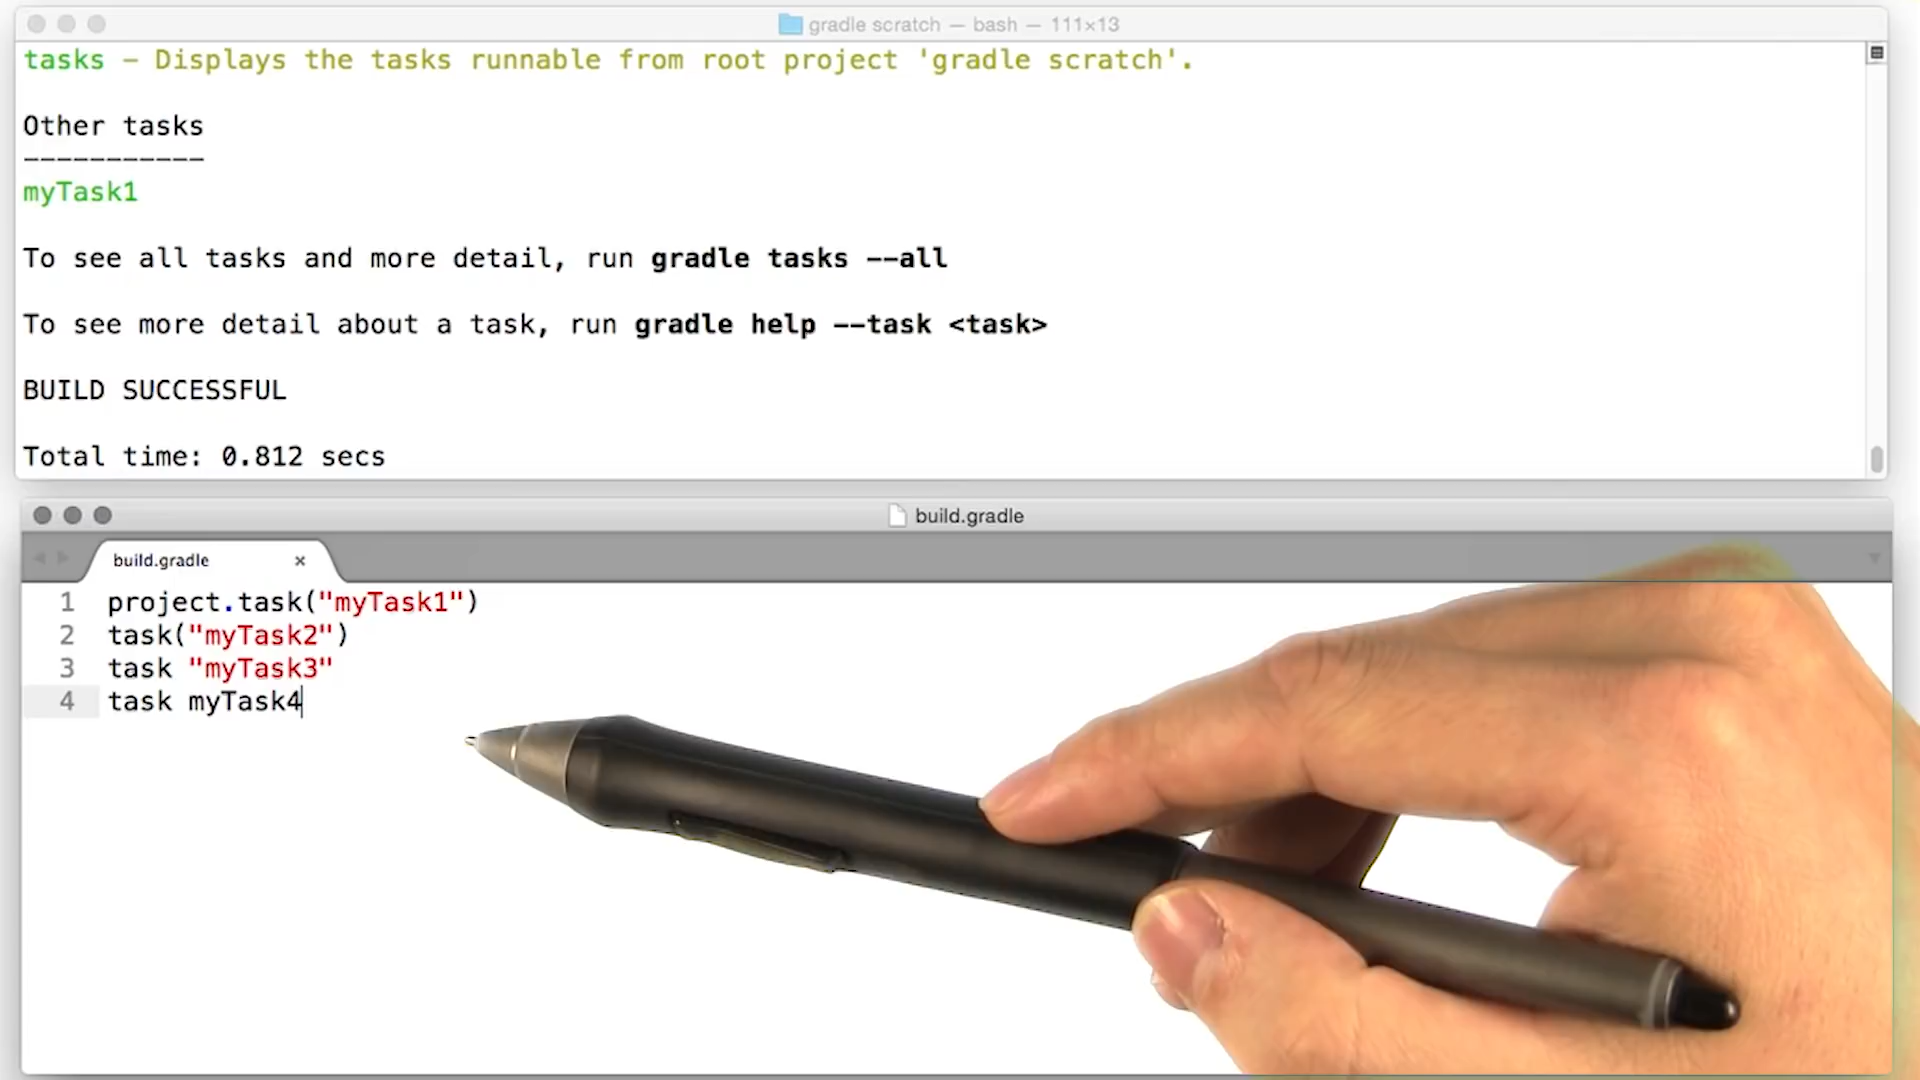 gradle scratch — bash — 111×13
tasks - Displays the tasks runnable from root project 'gradle scratch'.
Other tasks
-----------
myTask1
To see all tasks and more detail, run gradle tasks --all
To see more detail about a task, run gradle help --task <task>
BUILD SUCCESSFUL
Total time: 0.812 secs
build.gradle
build.gradle ×
1 project.task("myTask1")
2 task("myTask2")
3 task "myTask3"
4 task myTask4